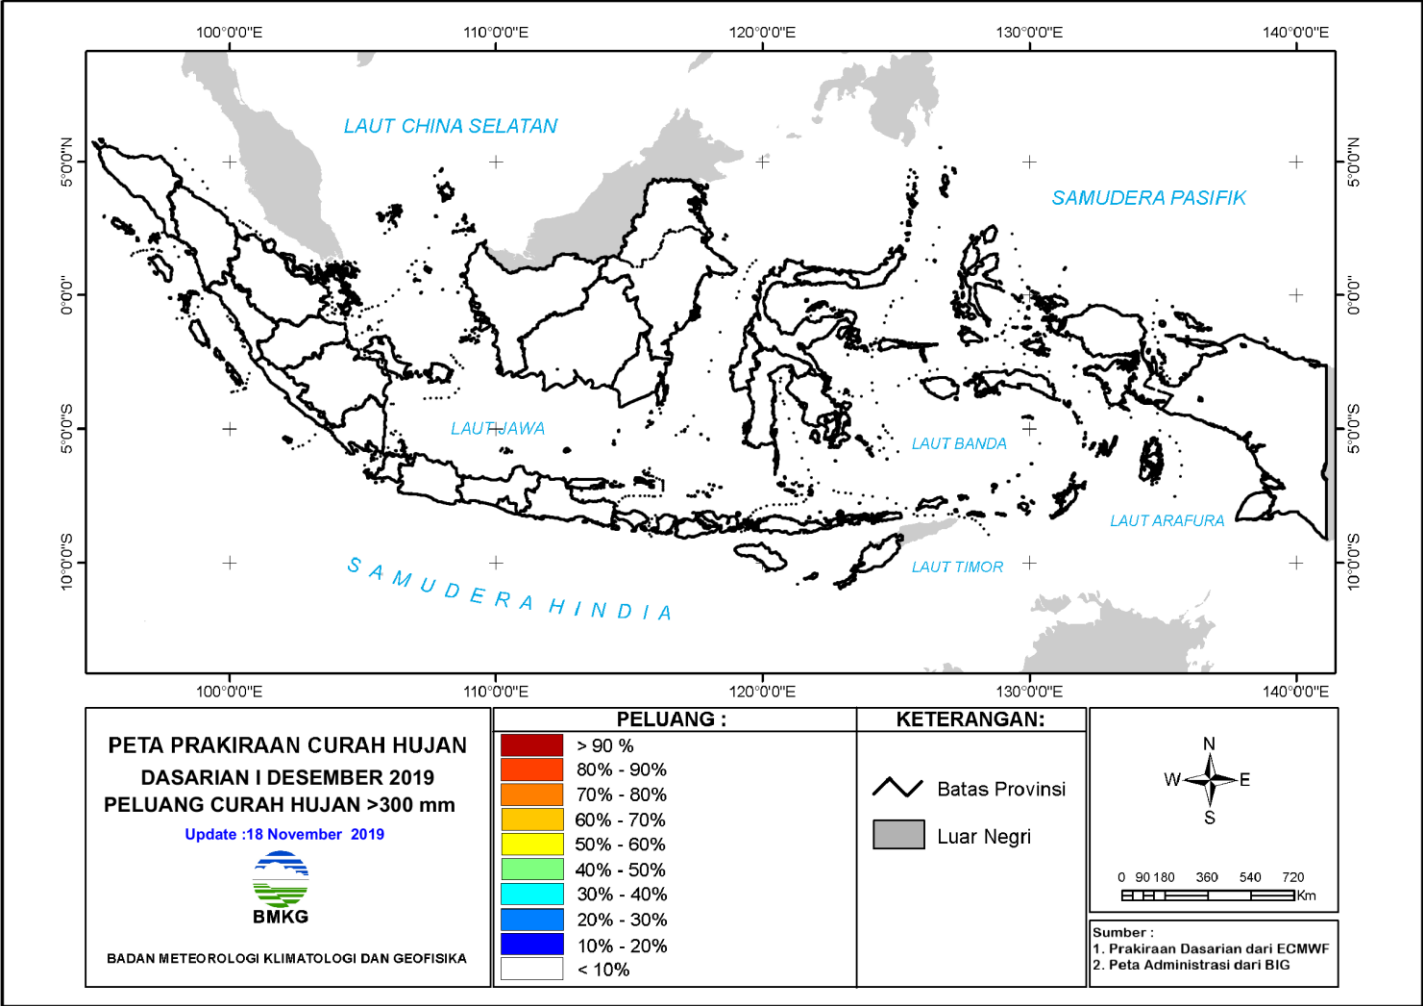 100°0'0"E 110°0'0"E 120°0'0"E 130°0'0"E 140°0'0"E
5°0'0"N
0°0'0"
5°0'0"S
10°0'0"S
LAUT CHINA SELATAN
SAMUDERA PASIFIK
LAUT JAWA
LAUT BANDA
LAUT ARAFURA
LAUT TIMOR
SAMUDERA HINDIA
5°0'0"N
0°0'0"
5°0'0"S
10°0'0"S
100°0'0"E 110°0'0"E 120°0'0"E 130°0'0"E 140°0'0"E
PETA PRAKIRAAN CURAH HUJAN
DASARIAN I DESEMBER 2019
PELUANG CURAH HUJAN >300 mm
Update :18 November 2019
BMKG
BADAN METEOROLOGI KLIMATOLOGI DAN GEOFISIKA
PELUANG :
> 90 %
80% - 90%
70% - 80%
60% - 70%
50% - 60%
40% - 50%
30% - 40%
20% - 30%
10% - 20%
< 10%
KETERANGAN:
Batas Provinsi
Luar Negri
N
W E
S
0 90 180 360 540 720
Km
Sumber :
1. Prakiraan Dasarian dari ECMWF
2. Peta Administrasi dari BIG